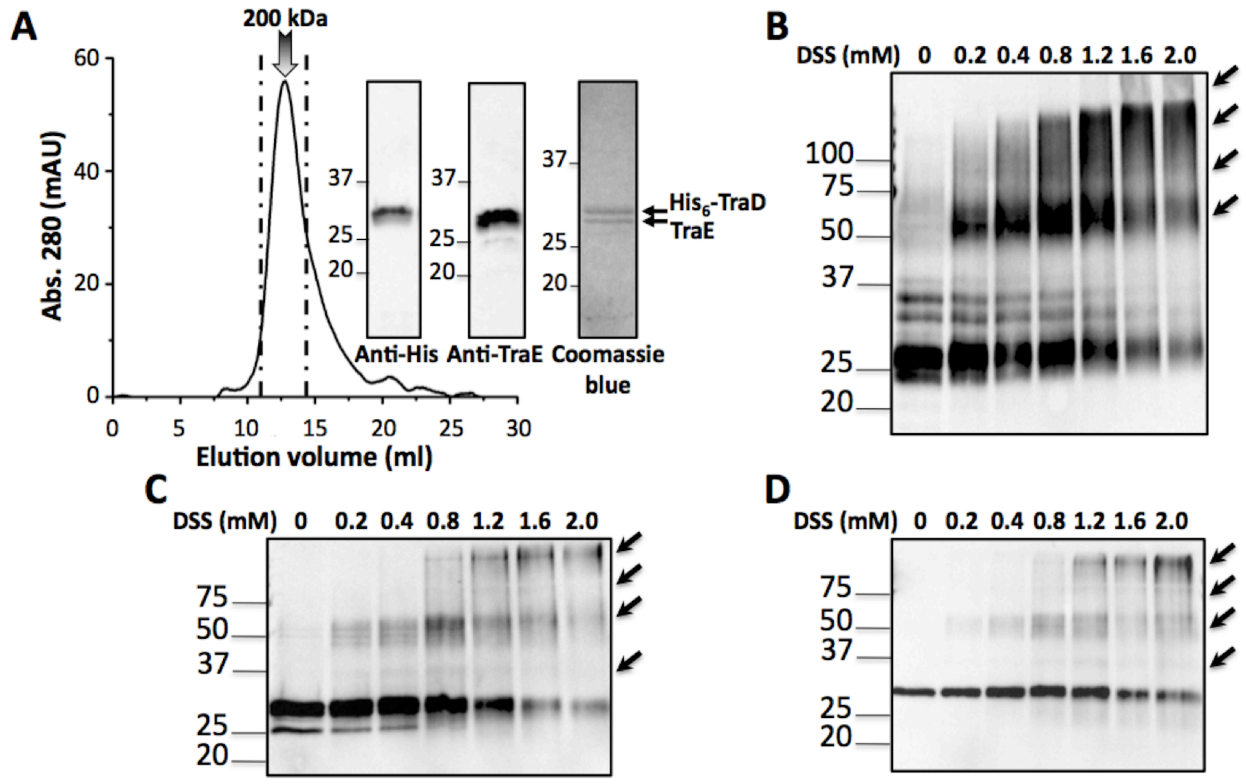 A
200 kDa
60
40
20
0
Abs. 280 (mAU)
0 5 10 15 20 25 30
Elution volume (ml)
37
25
20
Anti-His
37
25
20
Anti-TraE
37
25
20
Coomassie
blue
His6-TraD
TraE
B
DSS (mM) 0 0.2 0.4 0.8 1.2 1.6 2.0
100
75
50
37
25
20
C
DSS (mM) 0 0.2 0.4 0.8 1.2 1.6 2.0
75
50
37
25
20
D
DSS (mM) 0 0.2 0.4 0.8 1.2 1.6 2.0
75
50
37
25
20